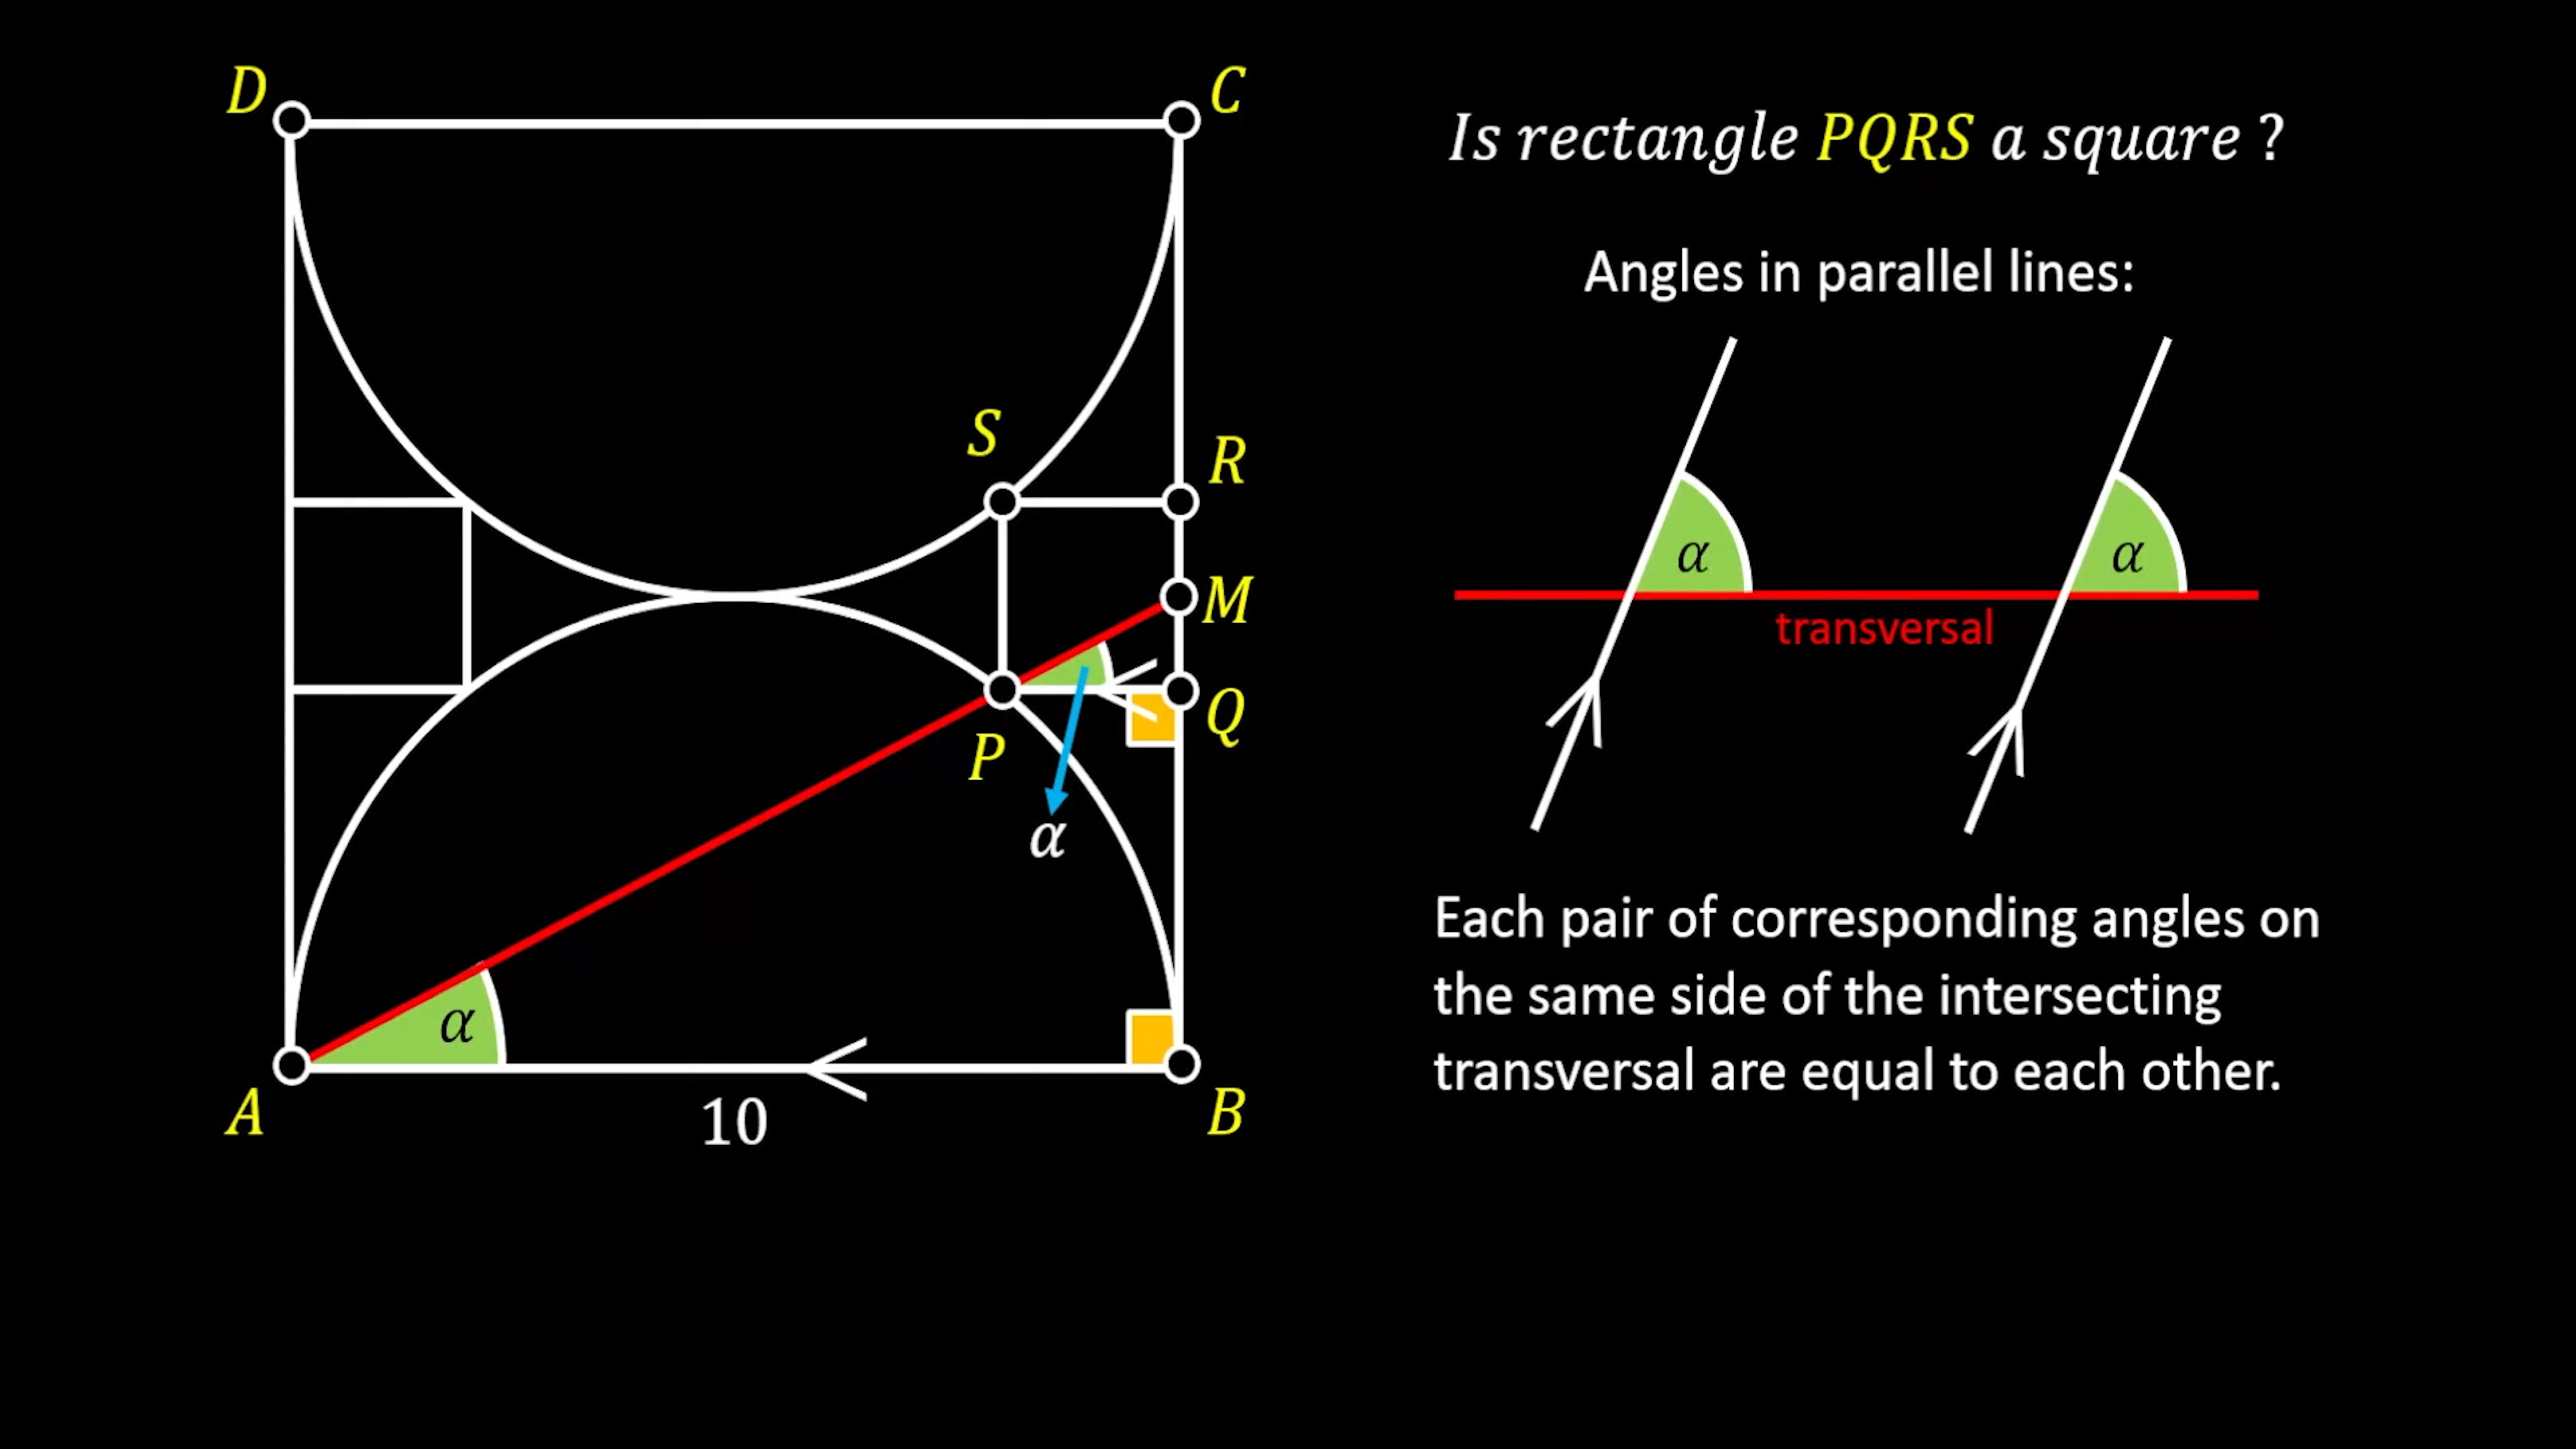 D
C
Is rectangle PQRS a square ?
Angles in parallel lines:
S
R
α
α
M
transversal
Q
P
α
Each pair of corresponding angles on
the same side of the intersecting
transversal are equal to each other.
α
A
10
B